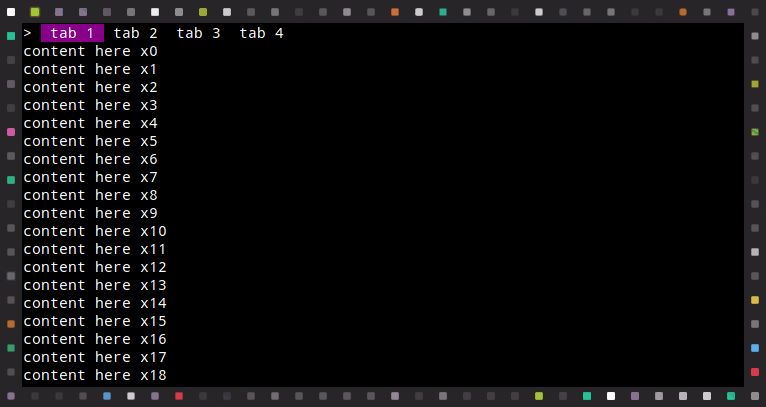 > tab 1 tab 2 tab 3 tab 4
content here x0
content here x1
content here x2
content here x3
content here x4
content here x5
content here x6
content here x7
content here x8
content here x9
content here x10
content here x11
content here x12
content here x13
content here x14
content here x15
content here x16
content here x17
content here x18